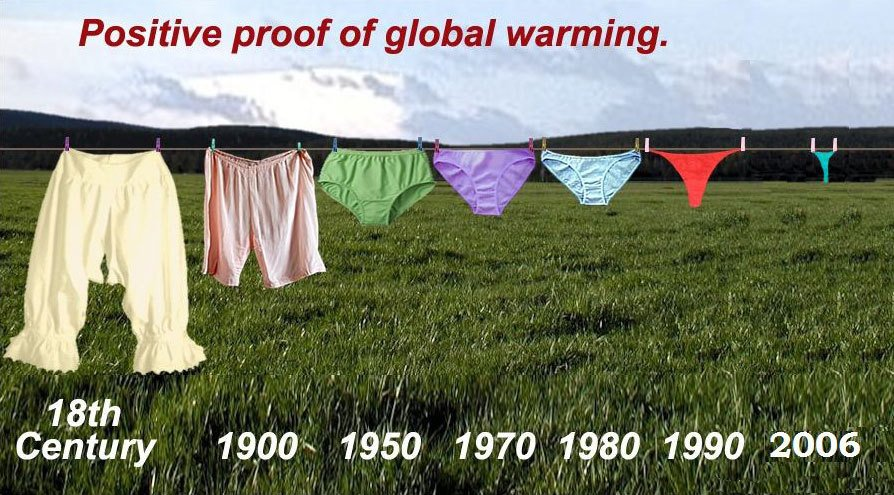 Positive proof of global warming.
18th
Century
1900
1950
1970
1980
1990
2006